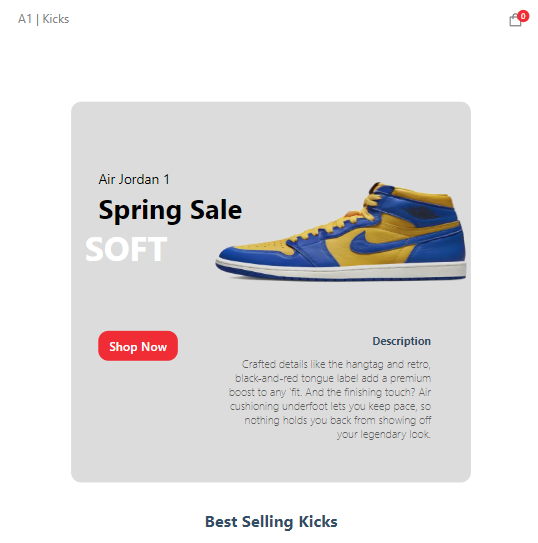 A1 | Kicks
0
Air Jordan 1
Spring Sale
SOFT
Shop Now
Description
Crafted details like the hangtag and retro,
black-and-red tongue label add a premium
boost to any 'fit. And the finishing touch? Air
cushioning underfoot lets you keep pace, so
nothing holds you back from showing off
your legendary look.
Best Selling Kicks